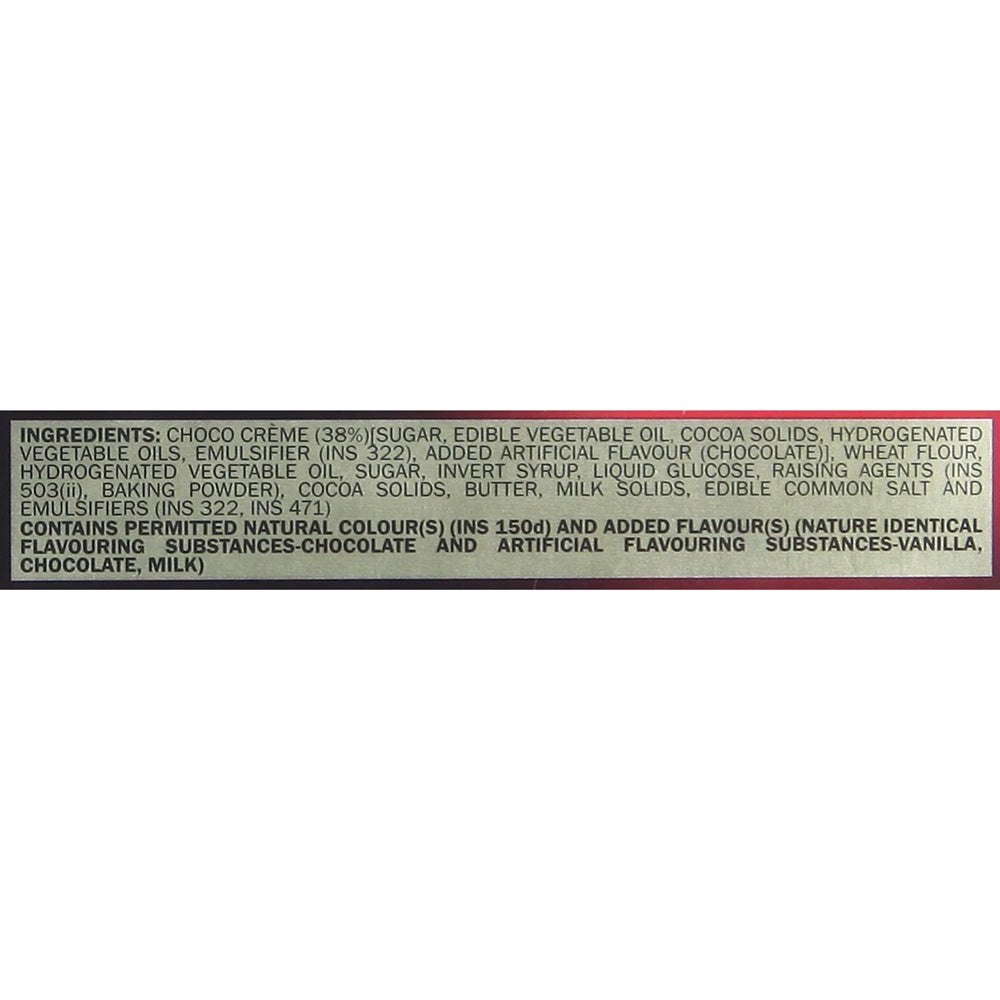 INGREDIENTS: CHOCO CRÈME (38%)[SUGAR, EDIBLE VEGETABLE OIL, COCOA SOLIDS, HYDROGENATED
VEGETABLE OILS, EMULSIFIER (INS 322), ADDED ARTIFICIAL FLAVOUR (CHOCOLATE)], WHEAT FLOUR,
HYDROGENATED VEGETABLE OIL, SUGAR, INVERT SYRUP, LIQUID GLUCOSE, RAISING AGENTS (INS
503(ii), BAKING POWDER), COCOA SOLIDS, BUTTER, MILK SOLIDS, EDIBLE COMMON SALT AND
EMULSIFIERS (INS 322, INS 471)
CONTAINS PERMITTED NATURAL COLOUR(S) (INS 150d) AND ADDED FLAVOUR(S) (NATURE IDENTICAL
FLAVOURING SUBSTANCES-CHOCOLATE AND ARTIFICIAL FLAVOURING SUBSTANCES-VANILLA,
CHOCOLATE, MILK)